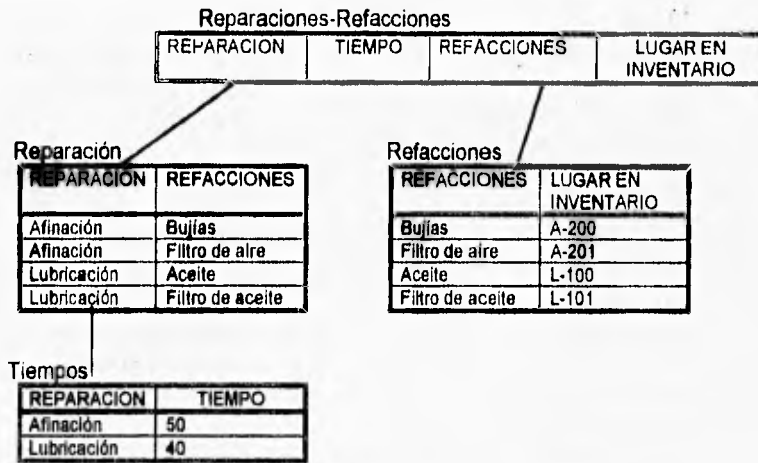 Reparaciones-Refacciones
REPARACION TIEMPO REFACCIONES LUGAR EN INVENTARIO
Reparación
REPARACIÓN REFACCIONES
Afinación Bujías
Afinación Filtro de aire
Lubricación Aceite
Lubricación Filtro de aceite
Refacciones
REFACCIONES LUGAR EN INVENTARIO
Bujías A-200
Filtro de aire A-201
Aceite L-100
Filtro de aceite L-101
Tiempos
REPARACION TIEMPO
Afinación 50
Lubricación 40